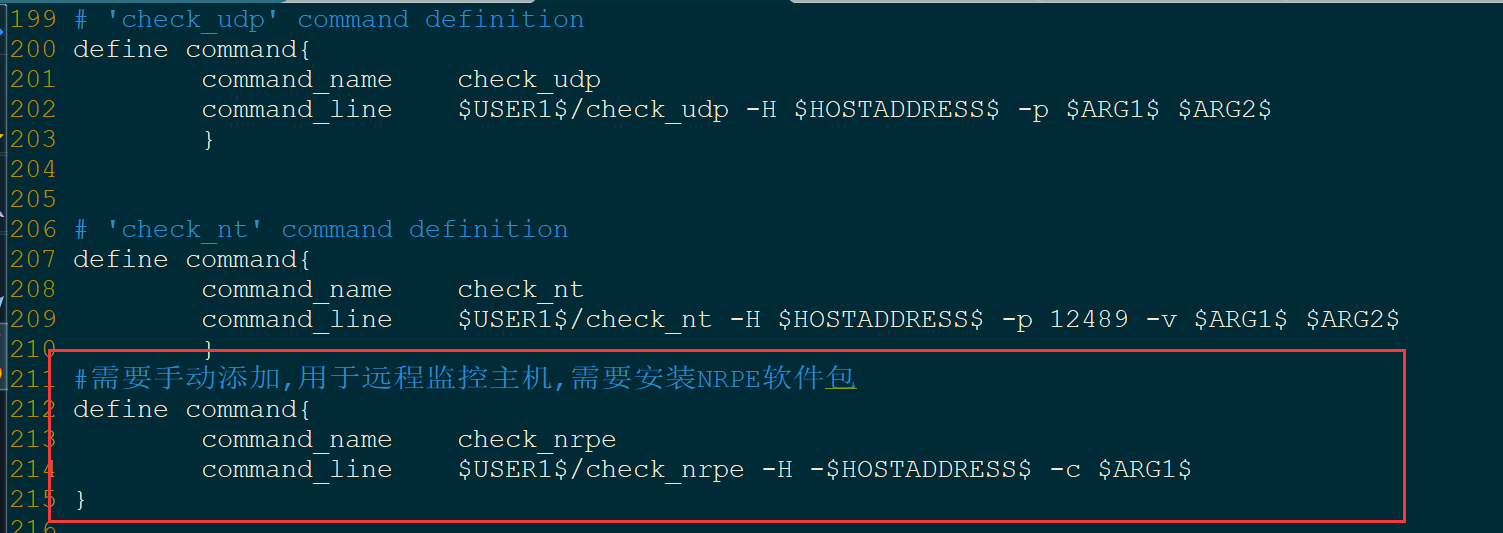 199 # 'check_udp' command definition
200 define command{
201 command_name check_udp
202 command_line $USER1$/check_udp -H $HOSTADDRESS$ -p $ARG1$ $ARG2$
203 }
204
205
206 # 'check_nt' command definition
207 define command{
208 command_name check_nt
209 command_line $USER1$/check_nt -H $HOSTADDRESS$ -p 12489 -v $ARG1$ $ARG2$
210 }
211 #需要手动添加,用于远程监控主机,需要安装NRPE软件包
212 define command{
213 command_name check_nrpe
214 command_line $USER1$/check_nrpe -H -$HOSTADDRESS$ -c $ARG1$
215 }
216